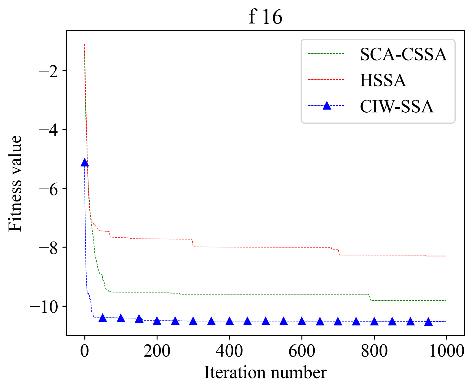 f 16
SCA-CSSA
HSSA
CIW-SSA
Fitness value
−2
−4
−6
−8
−10
0
200
400
600
800
1000
Iteration number